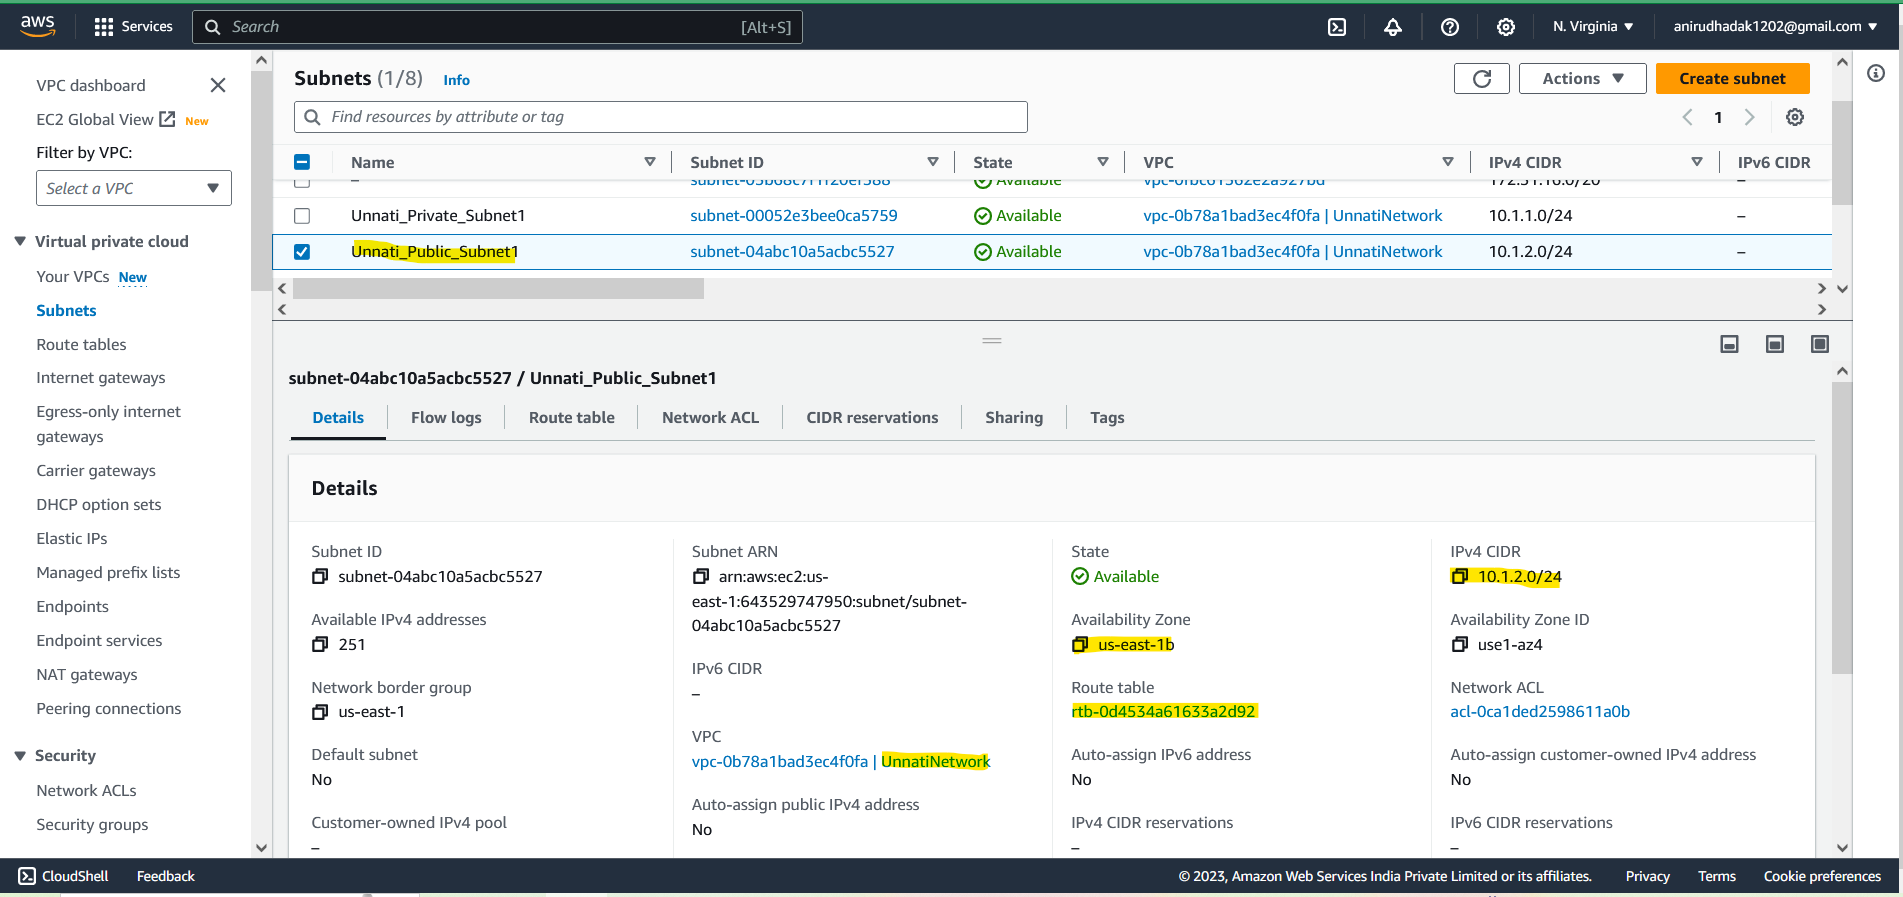 aws
Services
Search
[Alt+S]
N. Virginia
anirudhadak1202@gmail.com
VPC dashboard
EC2 Global View
New
Filter by VPC:
Select a VPC
Virtual private cloud
Your VPCs New
Subnets
Route tables
Internet gateways
Egress-only internet
gateways
Carrier gateways
DHCP option sets
Elastic IPs
Managed prefix lists
Endpoints
Endpoint services
NAT gateways
Peering connections
Security
Network ACLs
Security groups
Subnets (1/8) Info
Actions
Create subnet
Find resources by attribute or tag
1
Name Subnet ID State VPC IPv4 CIDR IPv6 CIDR
– Available 172.31.16.0/20 –
Unnati_Private_Subnet1 subnet-00052e3bee0ca5759 Available vpc-0b78a1bad3ec4f0fa | UnnatiNetwork 10.1.1.0/24 –
Unnati_Public_Subnet1 subnet-04abc10a5acbc5527 Available vpc-0b78a1bad3ec4f0fa | UnnatiNetwork 10.1.2.0/24 –
subnet-04abc10a5acbc5527 / Unnati_Public_Subnet1
Details Flow logs Route table Network ACL CIDR reservations Sharing Tags
Details
Subnet ID
subnet-04abc10a5acbc5527
Available IPv4 addresses
251
Network border group
us-east-1
Default subnet
No
Customer-owned IPv4 pool
–
Subnet ARN
arn:aws:ec2:us-
east-1:643529747950:subnet/subnet-
04abc10a5acbc5527
IPv6 CIDR
–
VPC
vpc-0b78a1bad3ec4f0fa | UnnatiNetwork
Auto-assign public IPv4 address
No
State
Available
Availability Zone
us-east-1b
Route table
rtb-0d4534a61633a2d92
Auto-assign IPv6 address
No
IPv4 CIDR reservations
–
IPv4 CIDR
10.1.2.0/24
Availability Zone ID
use1-az4
Network ACL
acl-0ca1ded2598611a0b
Auto-assign customer-owned IPv4 address
No
IPv6 CIDR reservations
–
CloudShell
Feedback
© 2023, Amazon Web Services India Private Limited or its affiliates.
Privacy
Terms
Cookie preferences